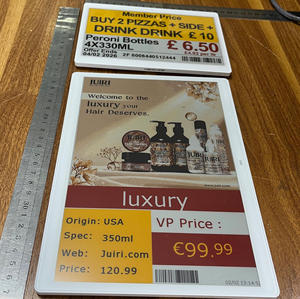 Member Price
BUY 2 PIZZAS + SIDE +
DRINK DRINK £ 10
Peroni Bottles
4X330ML
£ 6.50
Offer Ends
04/02/2026
JUIRI
Welcome to the
luxury your
Hair Deserves.
luxury
Origin: USA
Spec: 350ml
Web: Juiri.com
Price: 120.99
VP Price :
€99.99